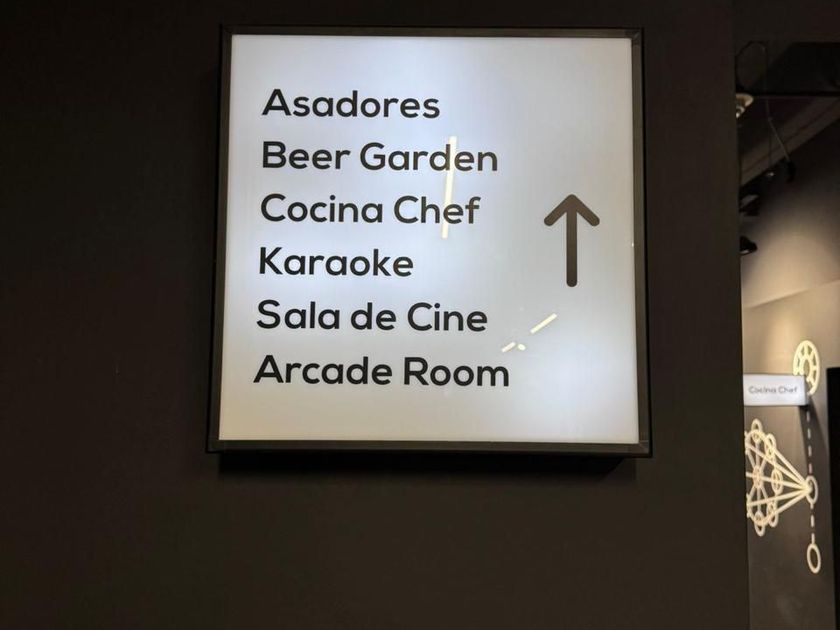 Asadores
Beer Garden
Cocina Chef
Karaoke
Sala de Cine
Arcade Room
Cocina Chef